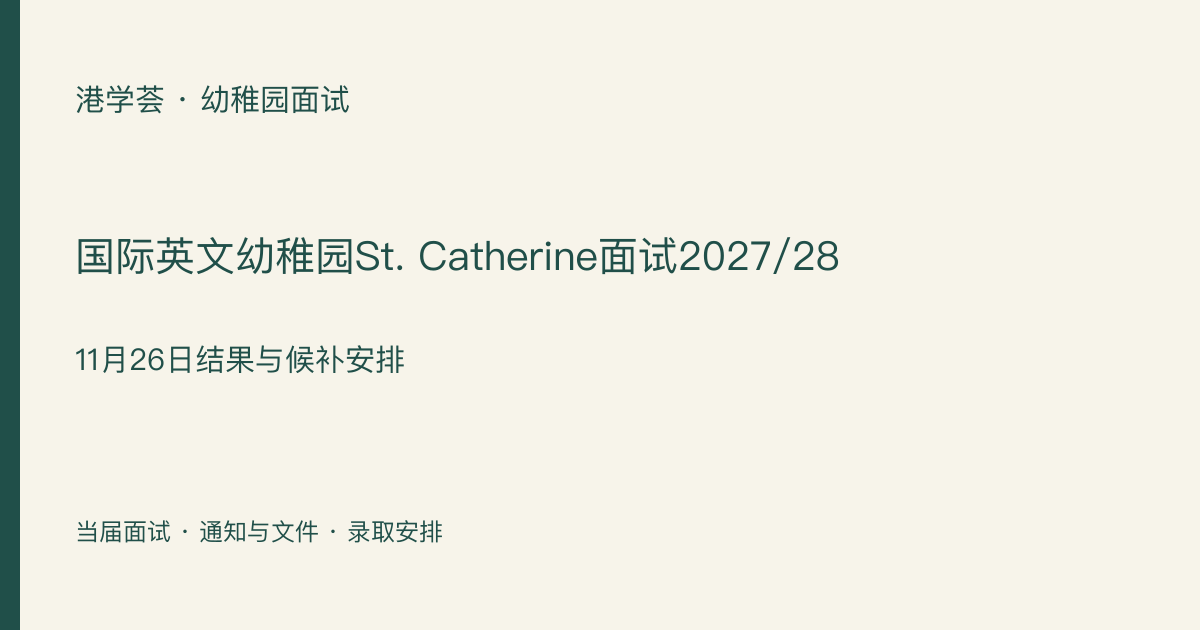 港学荟 · 幼稚园面试
国际英文幼稚园St. Catherine面试2027/28
11月26日结果与候补安排
当届面试 · 通知与文件 · 录取安排